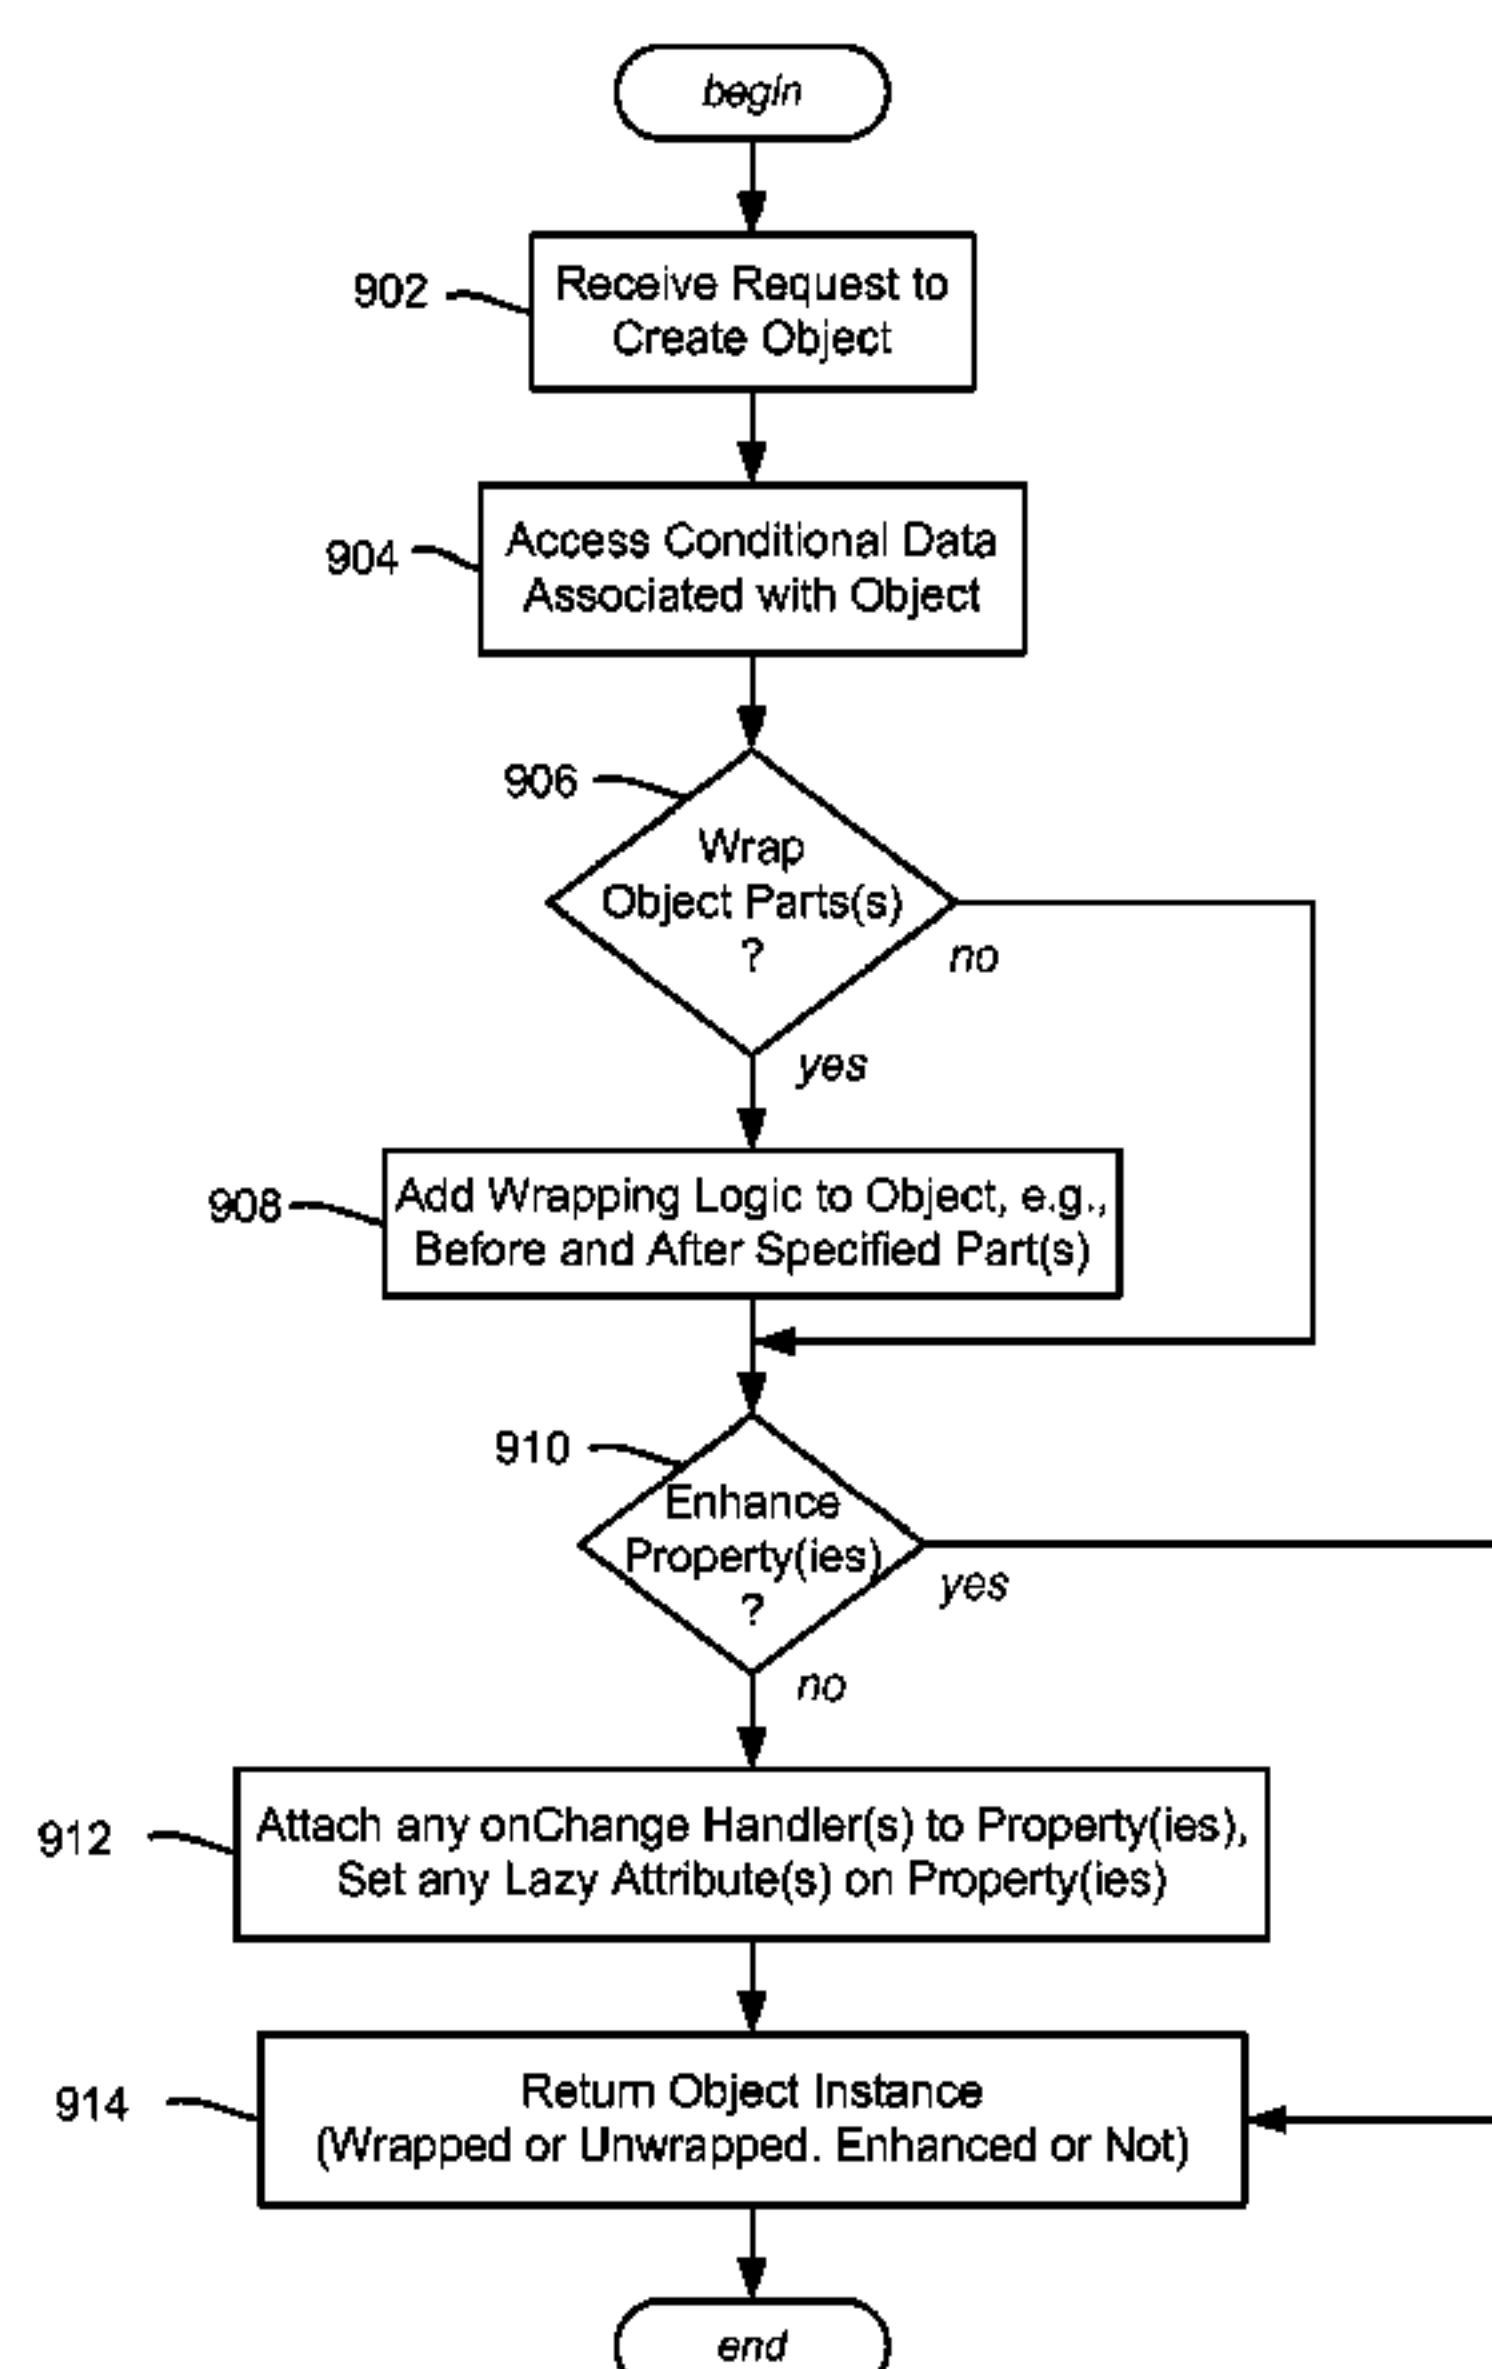 begin
902
Receive Request to
Create Object
904
Access Conditional Data
Associated with Object
906
Wrap
Object Parts(s)
?
no
yes
908
Add Wrapping Logic to Object, e.g.,
Before and After Specified Part(s)
910
Enhance
Property(ies)
?
yes
no
912
Attach any onChange Handler(s) to Property(ies),
Set any Lazy Attribute(s) on Property(ies)
914
Return Object Instance
(Wrapped or Unwrapped. Enhanced or Not)
end